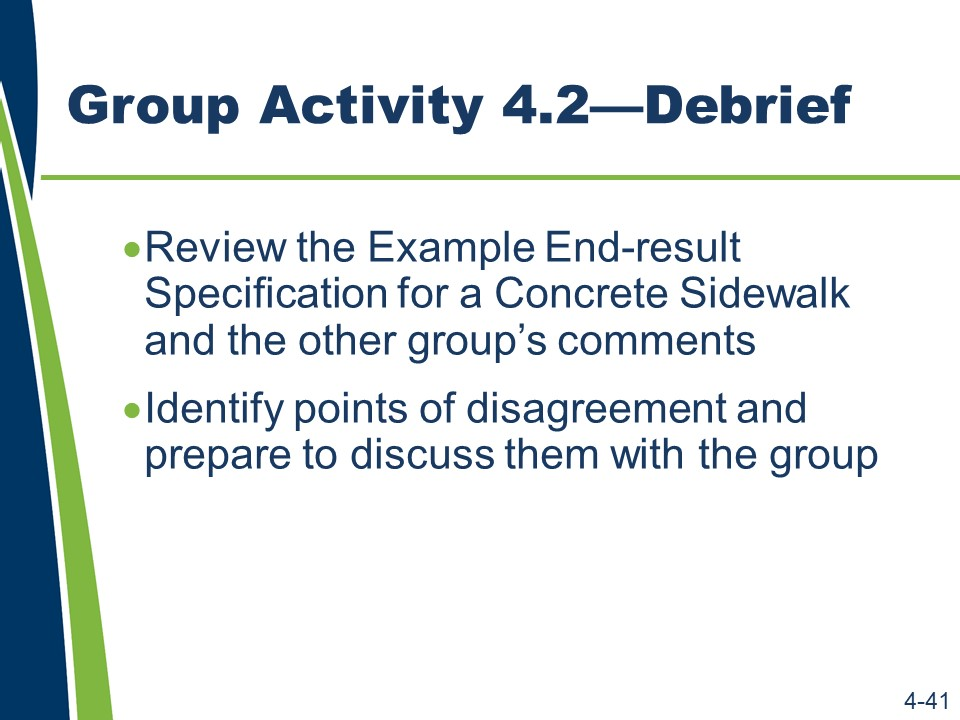 Group Activity 4.2—Debrief
•Review the Example End-result
Specification for a Concrete Sidewalk
and the other group’s comments
•Identify points of disagreement and
prepare to discuss them with the group
4-41